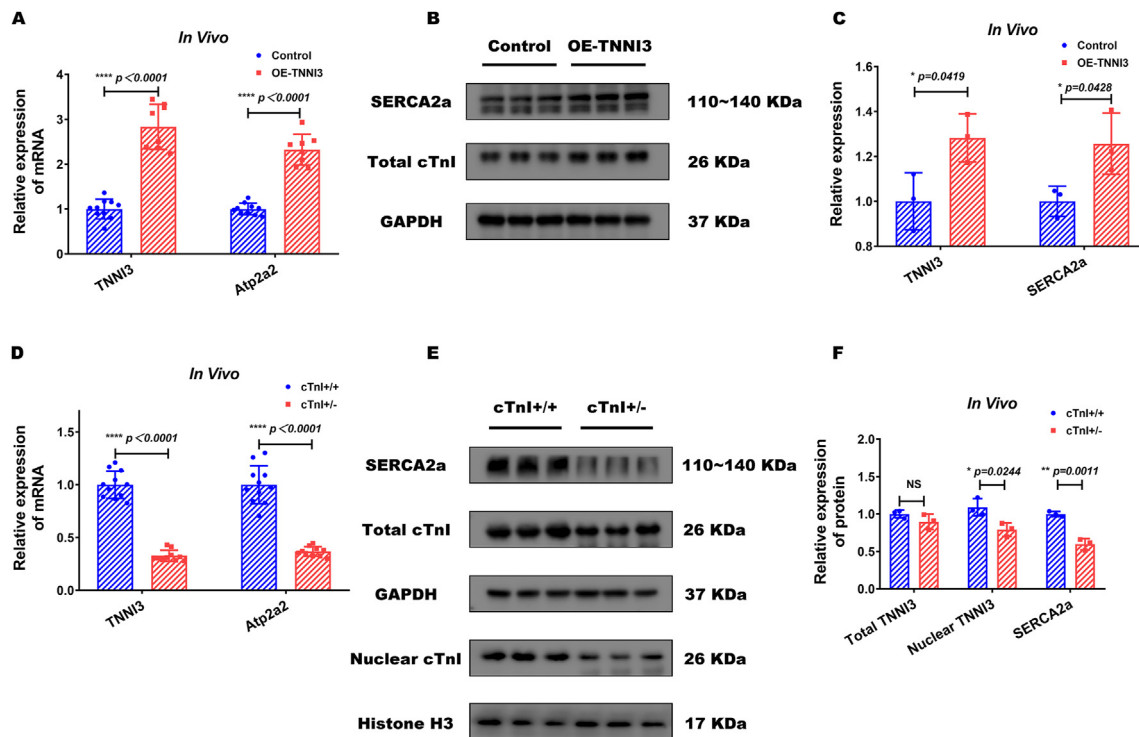 A
In Vivo
Control
OE-TNNI3
**** p<0.0001
**** p<0.0001
Relative expression
of mRNA
4
3
2
1
0
TNNI3
Atp2a2
B
Control
OE-TNNI3
SERCA2a
110~140 KDa
Total cTnI
26 KDa
GAPDH
37 KDa
C
In Vivo
Control
OE-TNNI3
* p=0.0419
* p=0.0428
Relative expression
1.6
1.4
1.2
1.0
0.8
TNNI3
SERCA2a
D
In Vivo
cTnI+/+
cTnI+/-
**** p<0.0001
**** p<0.0001
Relative expression
of mRNA
1.5
1.0
0.5
0.0
TNNI3
Atp2a2
E
cTnI+/+
cTnI+/-
SERCA2a
110~140 KDa
Total cTnI
26 KDa
GAPDH
37 KDa
Nuclear cTnI
26 KDa
Histone H3
17 KDa
F
In Vivo
cTnI+/+
cTnI+/-
NS
* p=0.0244
** p=0.0011
Relative expression
of protein
2.0
1.5
1.0
0.5
0.0
Total TNNI3
Nuclear TNNI3
SERCA2a